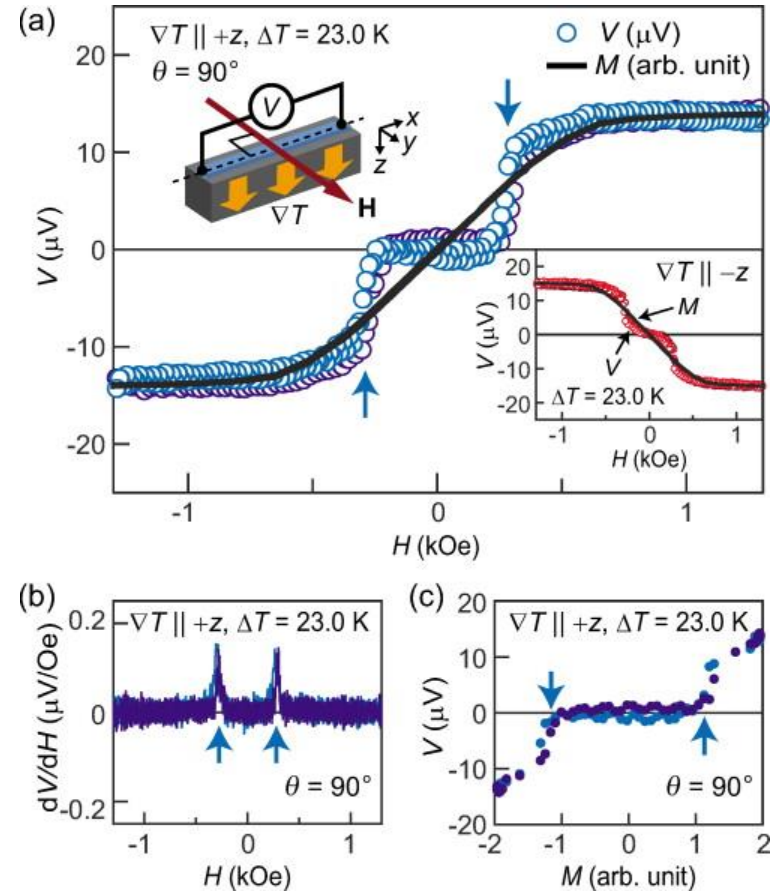 (a)
∇T || +z, ΔT = 23.0 K
θ = 90°
V (μV)
M (arb. unit)
V
x
y
z
∇T
H
20
10
0
-10
-20
V (μV)
-1
0
1
H (kOe)
∇T || −z
M
V
ΔT = 23.0 K
20
10
0
-10
-20
V (μV)
-1
0
1
H (kOe)
(b)
∇T || +z, ΔT = 23.0 K
0.2
0
-0.2
dV/dH (μV/Oe)
θ = 90°
-1
0
1
H (kOe)
(c)
∇T || +z, ΔT = 23.0 K
20
10
0
-10
-20
V (μV)
θ = 90°
-2
-1
0
1
2
M (arb. unit)